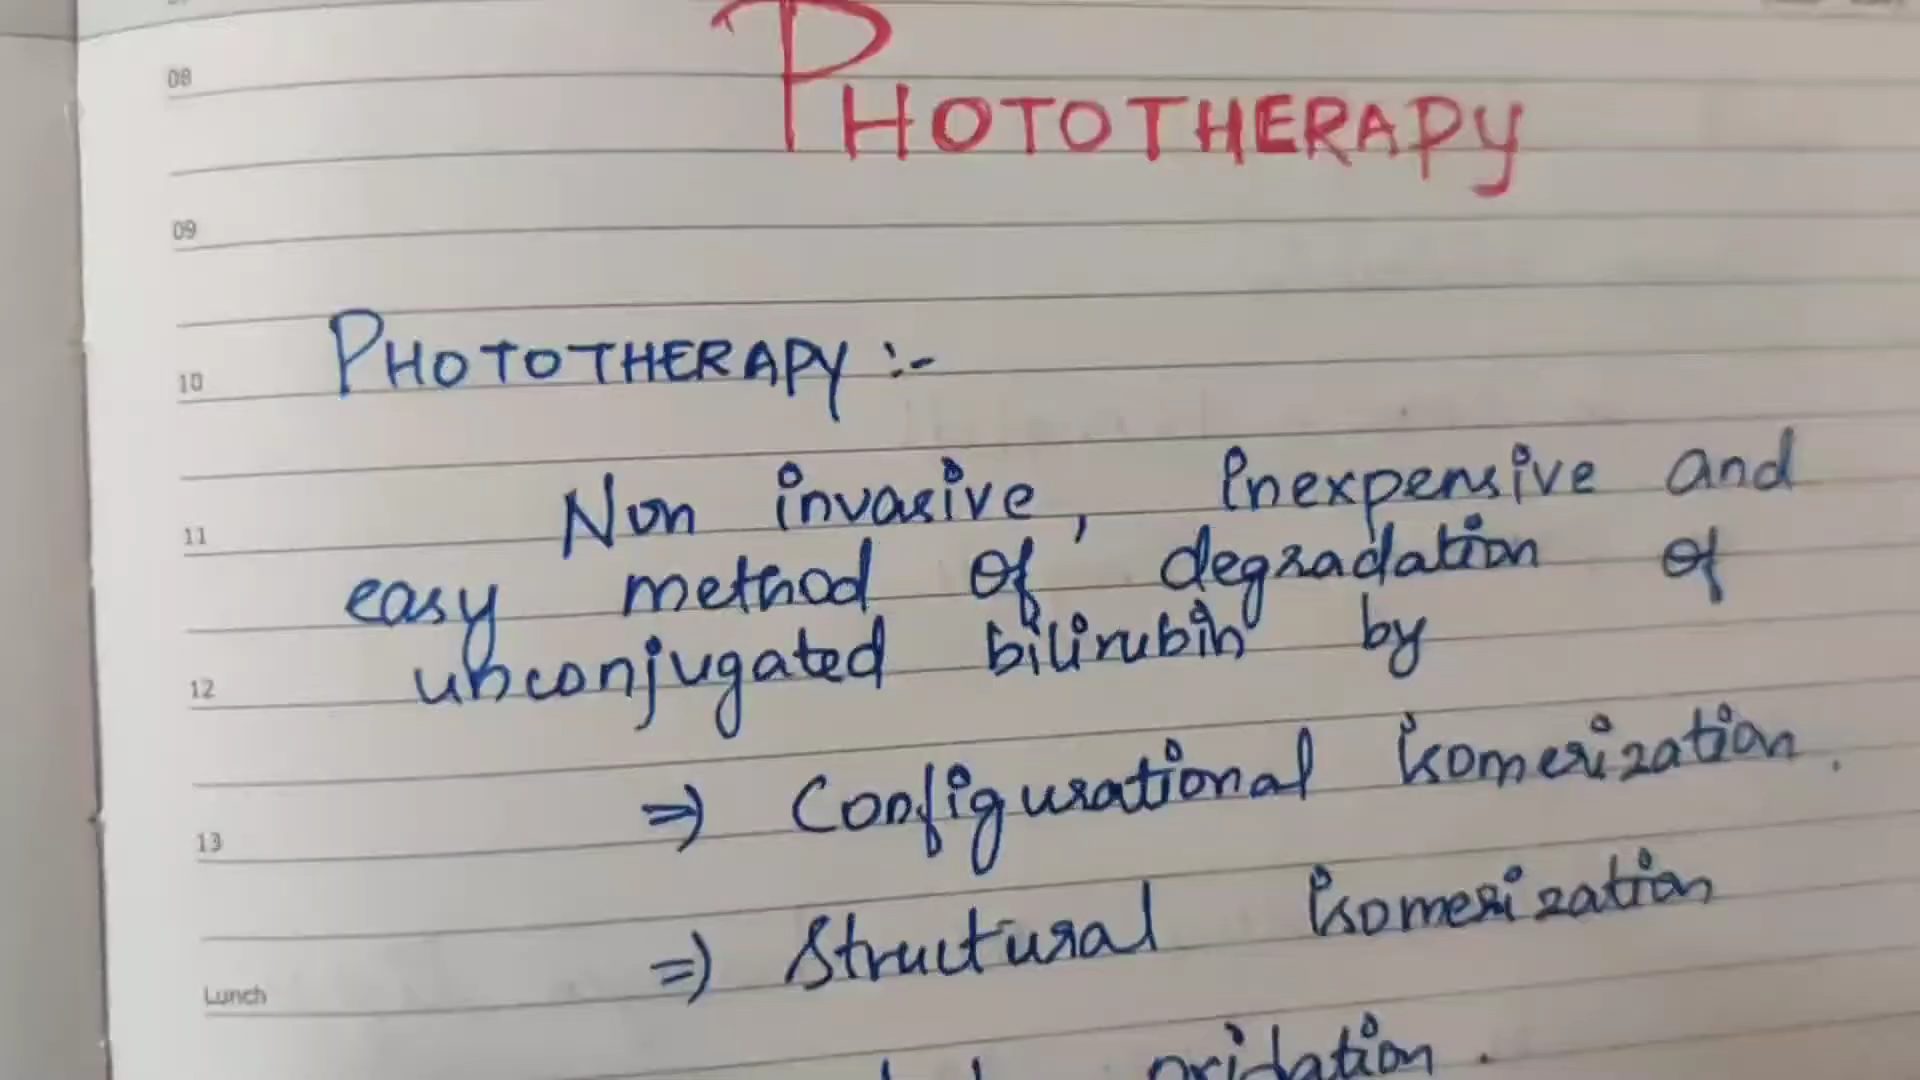 PHOTOTHERAPY
08
09
10 PHOTOTHERAPY :-
11 Non invasive, inexpensive and
easy method of degradation of
12 unconjugated bilirubin by
⇒ Configurational isomerization.
13
⇒ Structural isomerization
Lunch
oxidation.